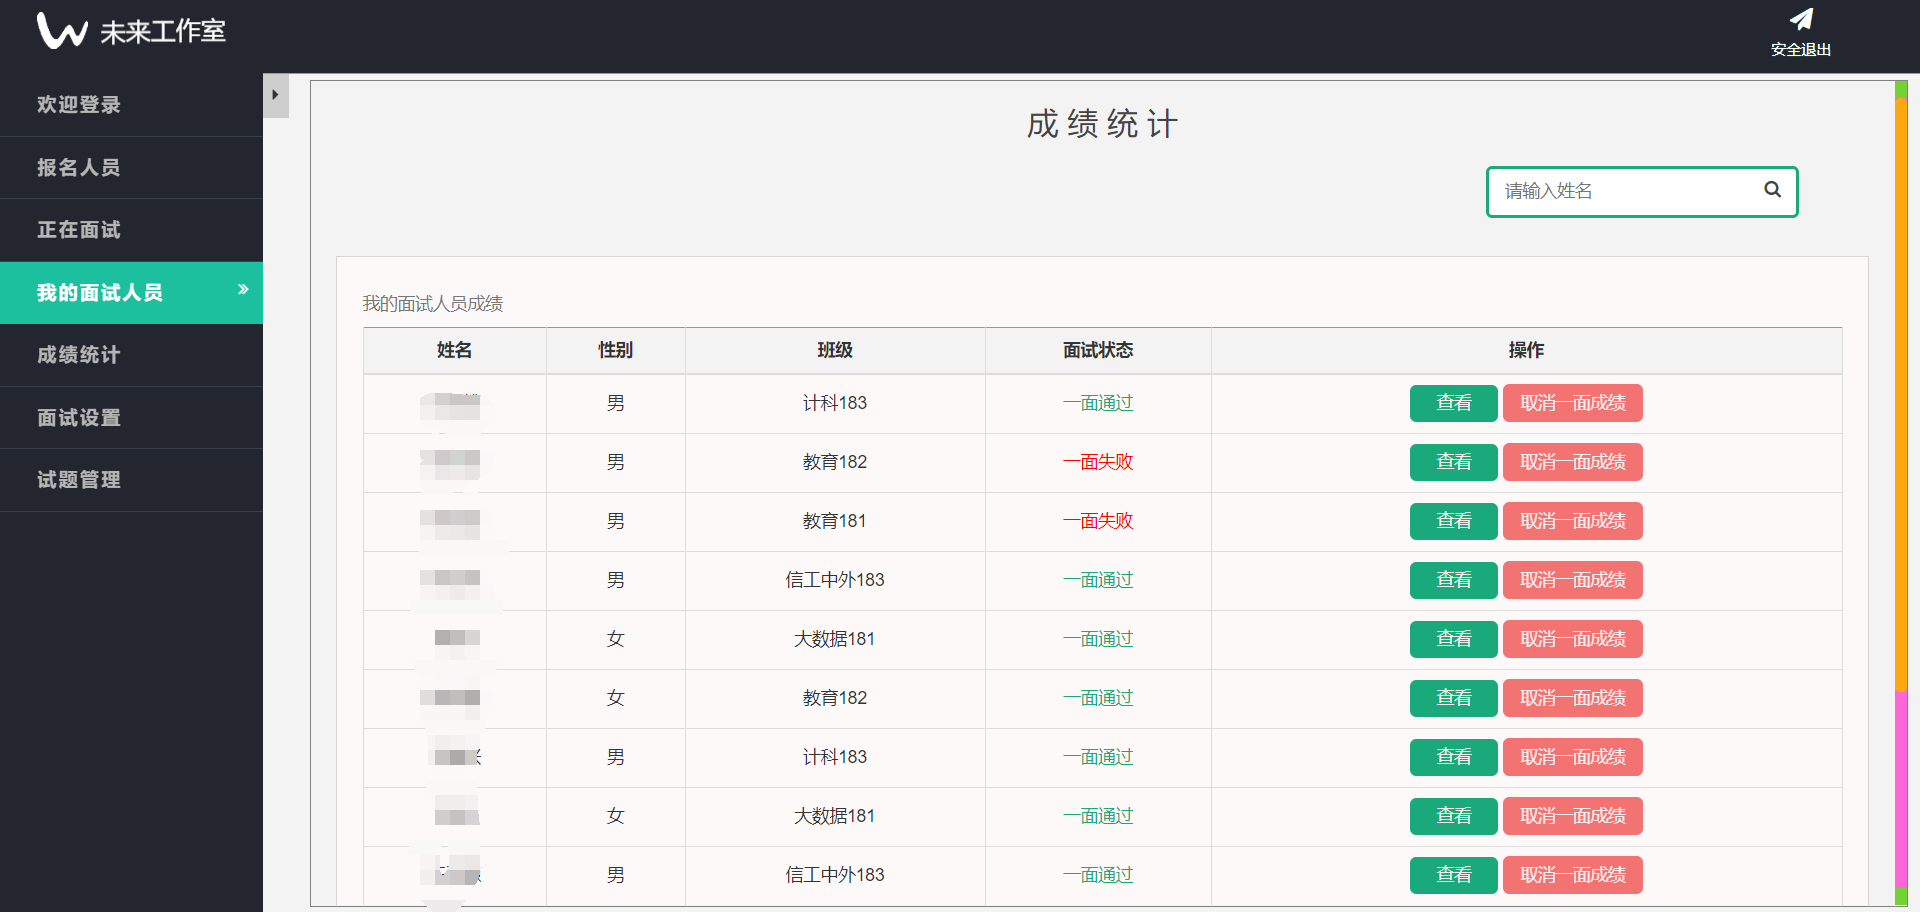 未来工作室
安全退出
欢迎登录
报名人员
正在面试
我的面试人员
成绩统计
面试设置
试题管理
成绩统计
请输入姓名
我的面试人员成绩
姓名 性别 班级 面试状态 操作
男 计科183 一面通过 查看 取消一面成绩
男 教育182 一面失败 查看 取消一面成绩
男 教育181 一面失败 查看 取消一面成绩
男 信工中外183 一面通过 查看 取消一面成绩
女 大数据181 一面通过 查看 取消一面成绩
女 教育182 一面通过 查看 取消一面成绩
男 计科183 一面通过 查看 取消一面成绩
女 大数据181 一面通过 查看 取消一面成绩
男 信工中外183 一面通过 查看 取消一面成绩